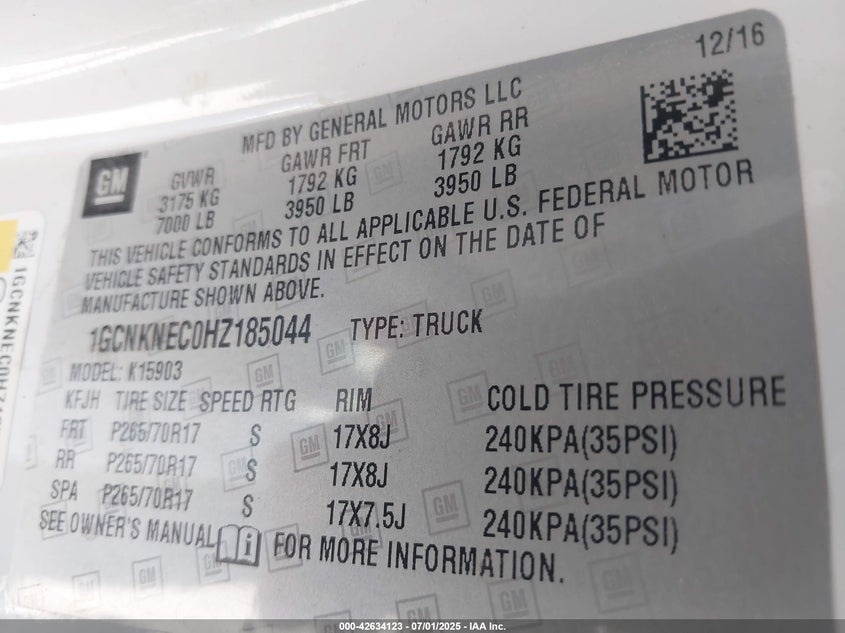 12/16
MFD BY GENERAL MOTORS LLC
GM
GVWR GAWR FRT GAWR RR
3175 KG 1792 KG 1792 KG
7000 LB 3950 LB 3950 LB
THIS VEHICLE CONFORMS TO ALL APPLICABLE U.S. FEDERAL MOTOR
VEHICLE SAFETY STANDARDS IN EFFECT ON THE DATE OF
MANUFACTURE SHOWN ABOVE.
1GCNKNEC0HZ185044 TYPE: TRUCK
MODEL: K15903
KFJH TIRE SIZE SPEED RTG RIM COLD TIRE PRESSURE
FRT P265/70R17 S 17X8J 240KPA(35PSI)
RR P265/70R17 S 17X8J 240KPA(35PSI)
SPA P265/70R17 S 17X7.5J 240KPA(35PSI)
SEE OWNER'S MANUAL i FOR MORE INFORMATION.
1GCNKNEC0HZ18
000-42634123 - 07/01/2025 - IAA Inc.